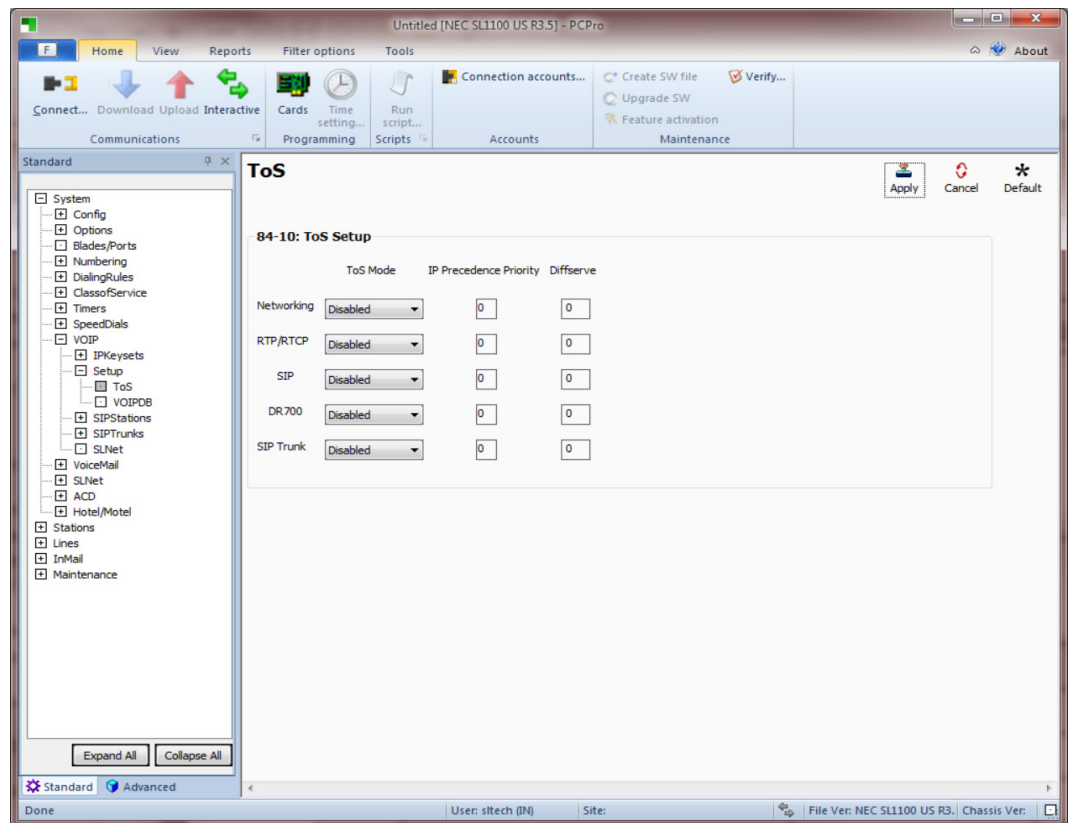 Untitled [NEC SL1100 US R3.5] - PCPro
F Home View Reports Filter options Tools About
Connect... Download Upload Interactive
Communications
Cards Time setting...
Programming
Run script...
Scripts
Connection accounts...
Accounts
Create SW file Verify...
Upgrade SW
Feature activation
Maintenance
Standard
System
Config
Options
Blades/Ports
Numbering
DialingRules
ClassofService
Timers
SpeedDials
VOIP
IPKeysets
Setup
ToS
VOIPDB
SIPStations
SIPTrunks
SLNet
VoiceMail
SLNet
ACD
Hotel/Motel
Stations
Lines
InMail
Maintenance
Expand All Collapse All
Standard Advanced
ToS
Apply Cancel Default
84-10: ToS Setup
ToS Mode IP Precedence Priority Diffserve
Networking Disabled 0 0
RTP/RTCP Disabled 0 0
SIP Disabled 0 0
DR700 Disabled 0 0
SIP Trunk Disabled 0 0
Done User: sltech (IN) Site: File Ver: NEC SL1100 US R3. Chassis Ver: